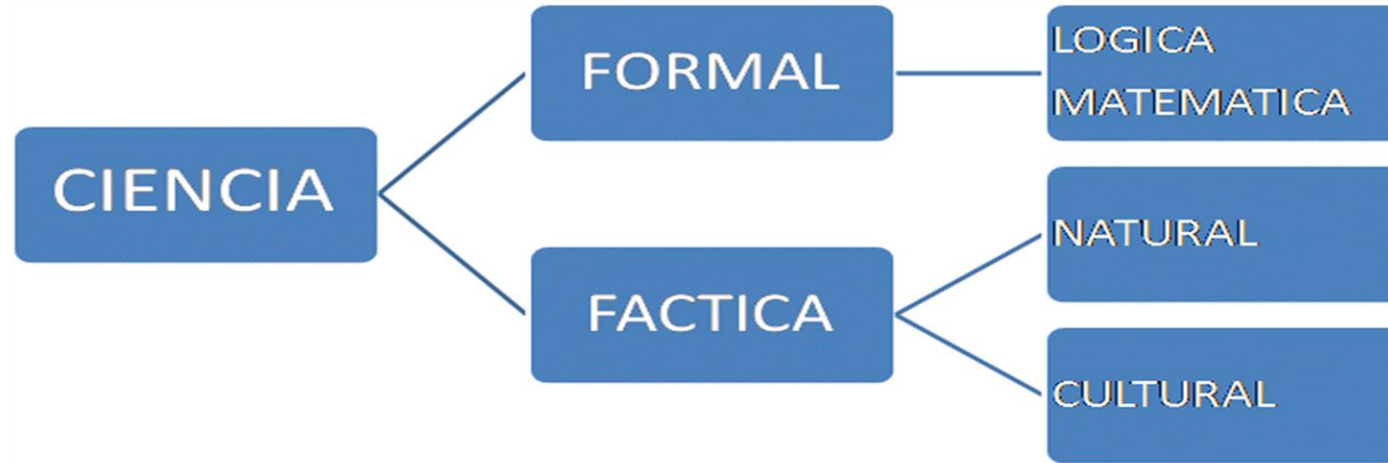 CIENCIA
FORMAL
LOGICA
MATEMATICA
FACTICA
NATURAL
CULTURAL